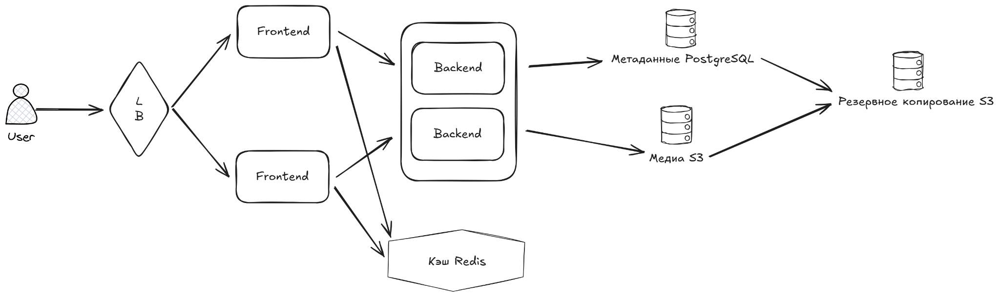 User
L
B
Frontend
Frontend
Backend
Backend
Кэш Redis
Метаданные PostgreSQL
Медиа S3
Резервное копирование S3